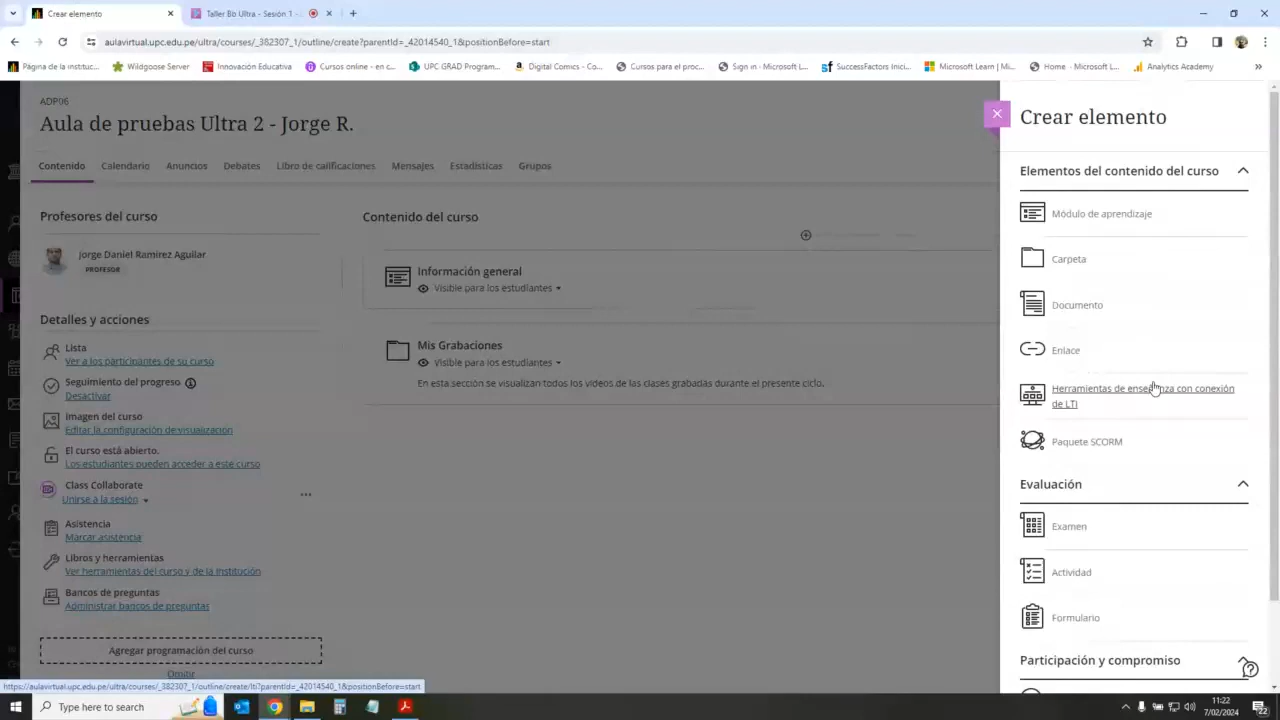 Crear elemento
Taller Bb Ultra - Sesión 1 -
aulavirtual.upc.edu.pe/ultra/courses/_382307_1/outline/create?parentId=_42014540_1&positionBefore=start
Página de la instituc...
Wildgoose Server
Innovación Educativa
Cursos online - en c...
UPC GRAD Program...
Digital Comics - Co...
Cursos para el proc...
Sign in - Microsoft L...
SuccessFactors Inici...
Microsoft Learn | Mi...
Home - Microsoft L...
Analytics Academy
ADP06
Aula de pruebas Ultra 2 - Jorge R.
Contenido
Calendario
Anuncios
Debates
Libro de calificaciones
Mensajes
Estadísticas
Grupos
Profesores del curso
Jorge Daniel Ramirez Aguilar
PROFESOR
Detalles y acciones
Lista
Ver a los participantes de su curso
Seguimiento del progreso
Desactivar
Imagen del curso
Editar la configuración de visualización
El curso está abierto.
Los estudiantes pueden acceder a este curso
Class Collaborate
Unirse a la sesión
Asistencia
Marcar asistencia
Libros y herramientas
Ver herramientas del curso y de la institución
Bancos de preguntas
Administrar bancos de preguntas
Agregar programación del curso
Omitir
Contenido del curso
Información general
Visible para los estudiantes
Mis Grabaciones
Visible para los estudiantes
En esta sección se visualizan todos los videos de las clases grabadas durante el presente ciclo.
Crear elemento
Elementos del contenido del curso
Módulo de aprendizaje
Carpeta
Documento
Enlace
Herramientas de enseñanza con conexión
de LTI
Paquete SCORM
Evaluación
Examen
Actividad
Formulario
Participación y compromiso
https://aulavirtual.upc.edu.pe/ultra/courses/_382307_1/outline/create/lti?parentId=_42014540_1&positionBefore=start
Type here to search
11:22
7/02/2024
22